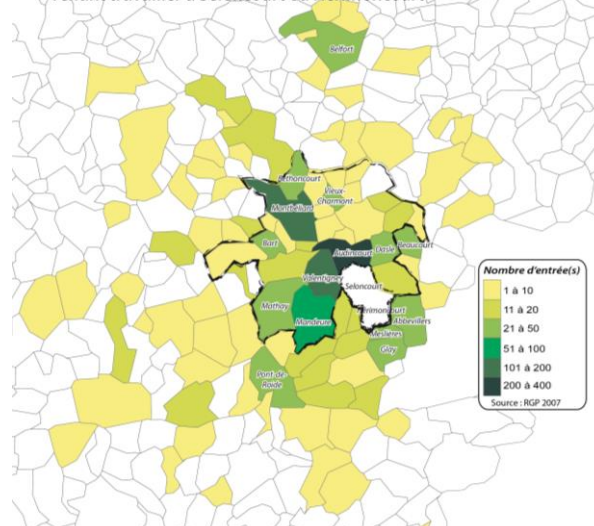 Belfort
Béthoncourt
Vieux-
Charmont
Montbéliard
Bart
Audincourt
Dasle
Beaucourt
Valentigney
Seloncourt
Mathay
Mandeure
Hérimoncourt
Abbévillers
Meslières
Glay
Pont-de-
Roide
Nombre d'entrée(s)
1 à 10
11 à 20
21 à 50
51 à 100
101 à 200
200 à 400
Source : RGP 2007